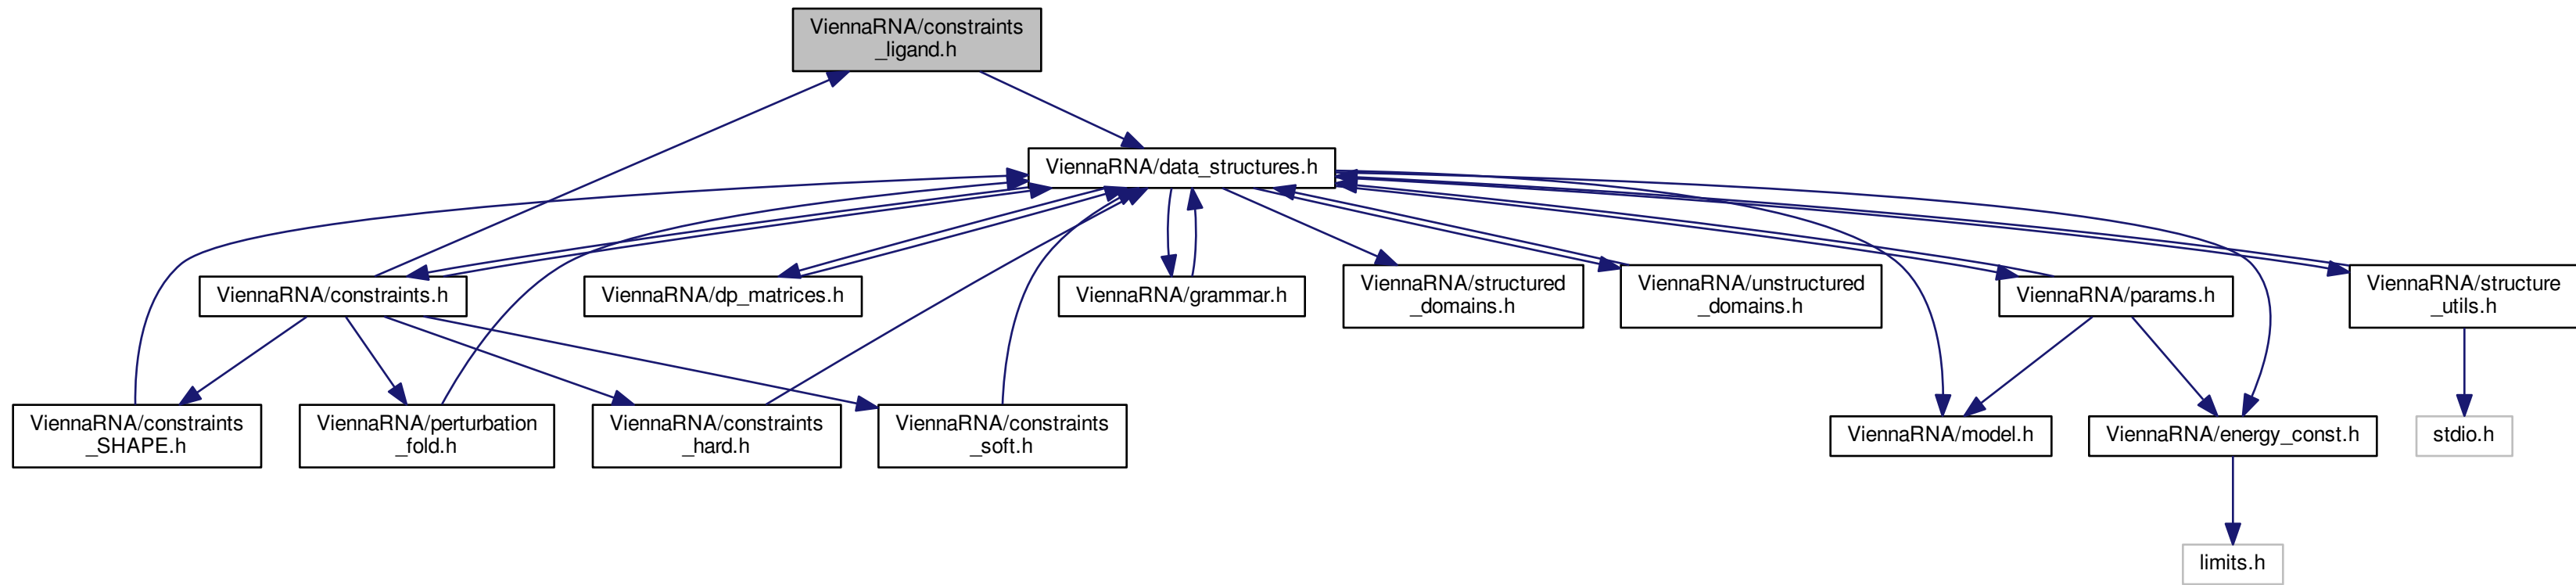 ViennaRNA/constraints
_ligand.h
ViennaRNA/data_structures.h
ViennaRNA/constraints.h
ViennaRNA/dp_matrices.h
ViennaRNA/grammar.h
ViennaRNA/structured
_domains.h
ViennaRNA/unstructured
_domains.h
ViennaRNA/params.h
ViennaRNA/structure
_utils.h
ViennaRNA/constraints
_SHAPE.h
ViennaRNA/perturbation
_fold.h
ViennaRNA/constraints
_hard.h
ViennaRNA/constraints
_soft.h
ViennaRNA/model.h
ViennaRNA/energy_const.h
stdio.h
limits.h